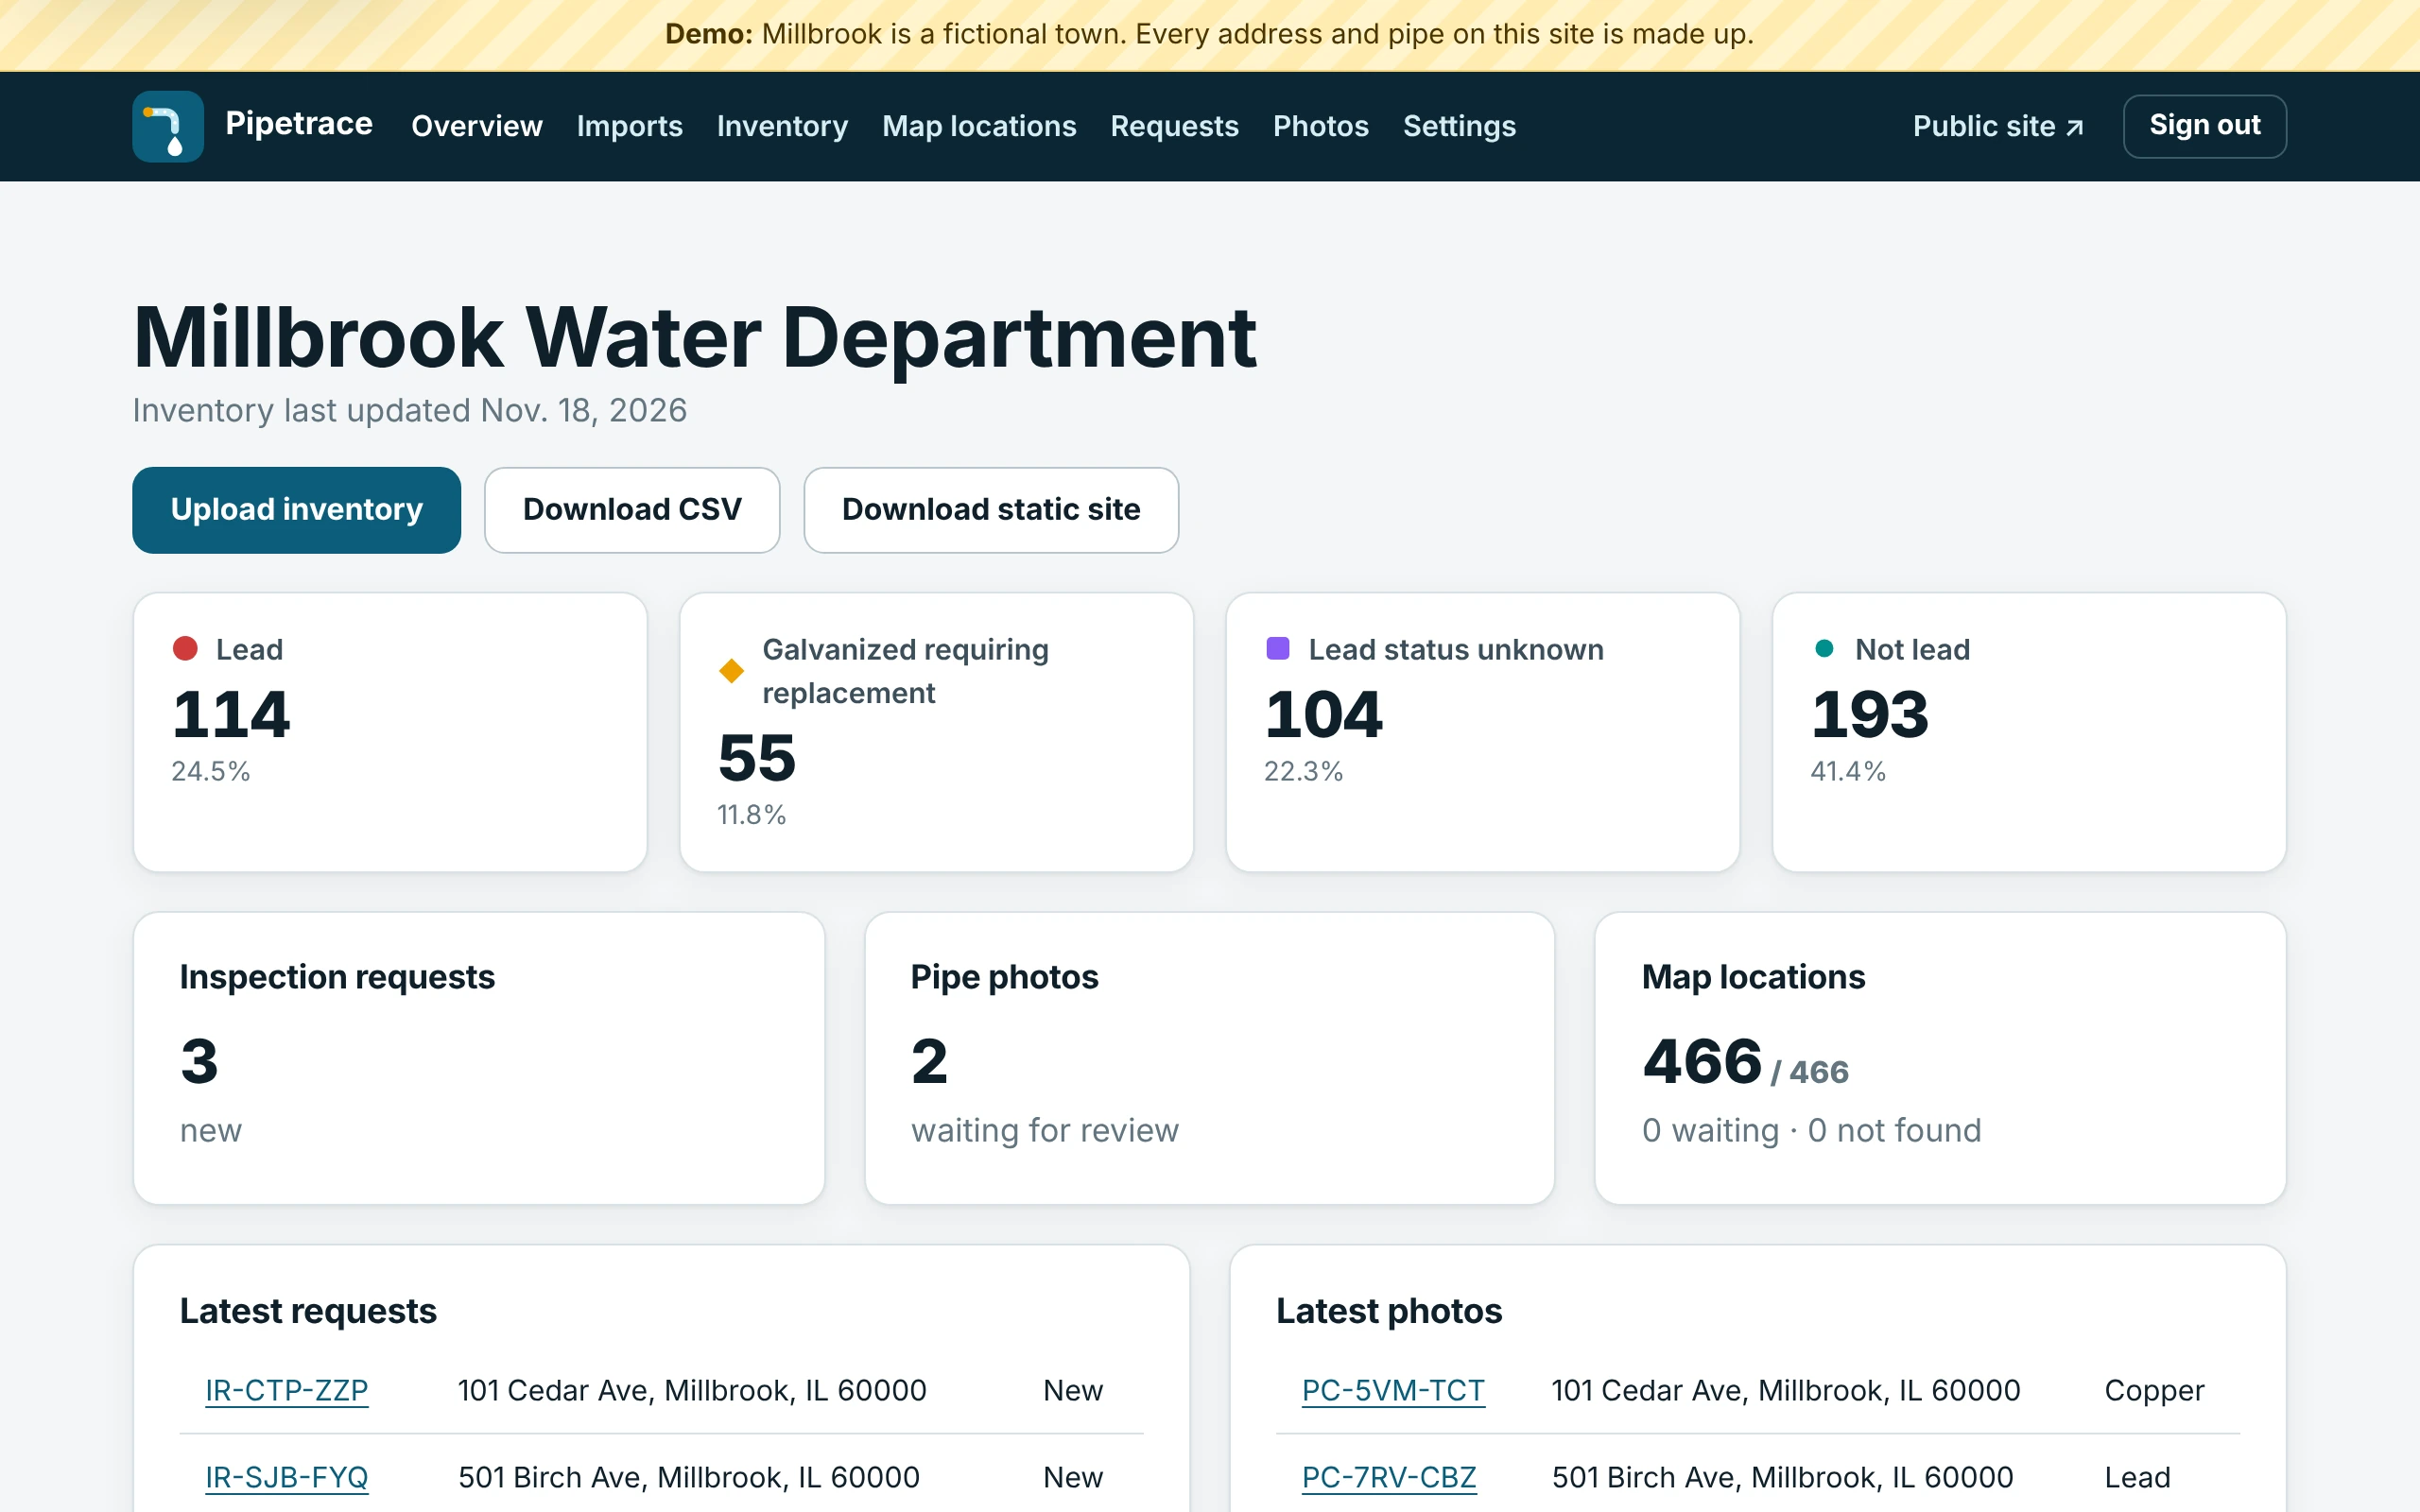 Demo: Millbrook is a fictional town. Every address and pipe on this site is made up.
Pipetrace Overview Imports Inventory Map locations Requests Photos Settings Public site ↗ Sign out
Millbrook Water Department
Inventory last updated Nov. 18, 2026
Upload inventory Download CSV Download static site
Lead
114
24.5%
Galvanized requiring
replacement
55
11.8%
Lead status unknown
104
22.3%
Not lead
193
41.4%
Inspection requests
3
new
Pipe photos
2
waiting for review
Map locations
466 / 466
0 waiting · 0 not found
Latest requests
IR-CTP-ZZP 101 Cedar Ave, Millbrook, IL 60000 New
IR-SJB-FYQ 501 Birch Ave, Millbrook, IL 60000 New
Latest photos
PC-5VM-TCT 101 Cedar Ave, Millbrook, IL 60000 Copper
PC-7RV-CBZ 501 Birch Ave, Millbrook, IL 60000 Lead